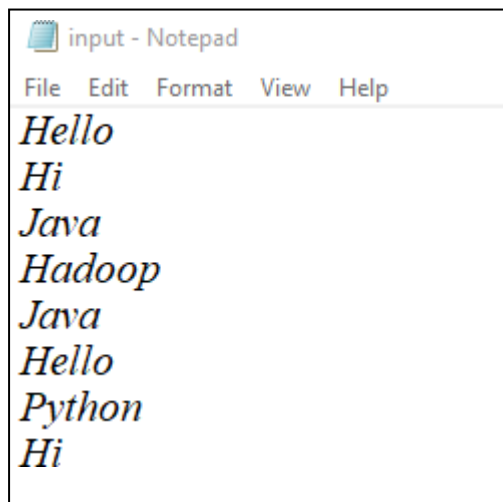 input - Notepad
File Edit Format View Help
Hello
Hi
Java
Hadoop
Java
Hello
Python
Hi